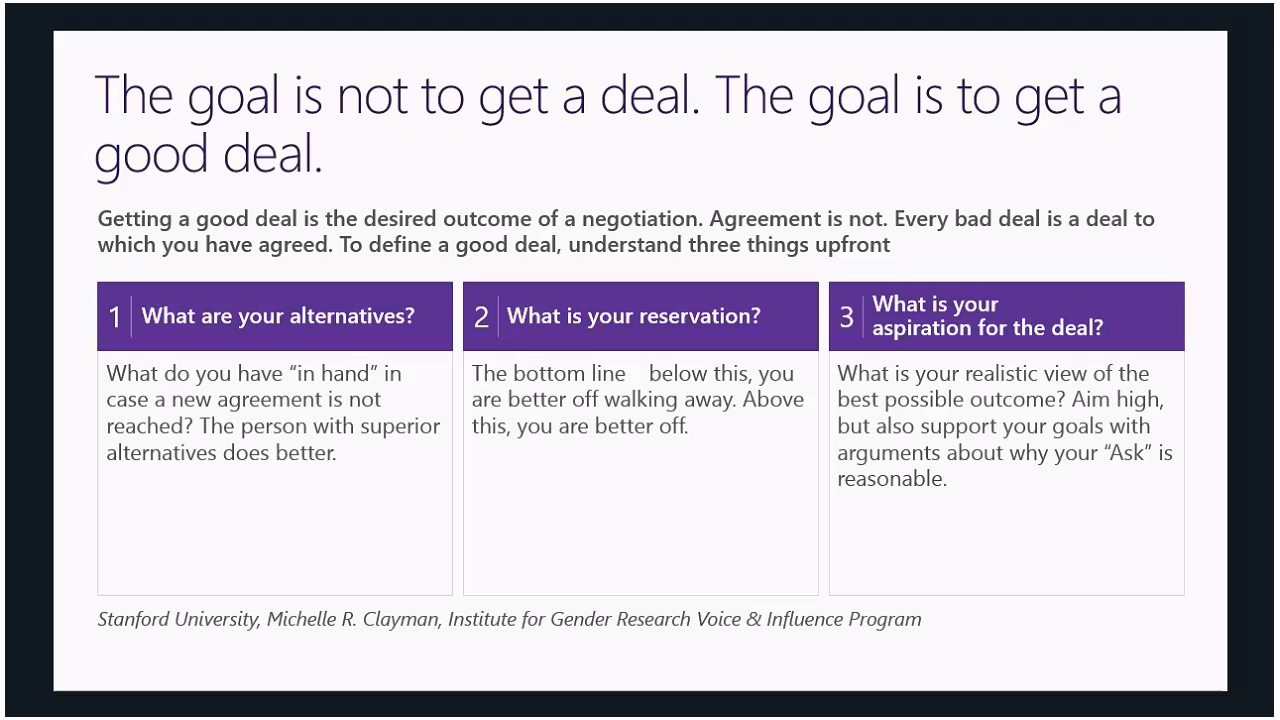 The goal is not to get a deal. The goal is to get a
good deal.
Getting a good deal is the desired outcome of a negotiation. Agreement is not. Every bad deal is a deal to
which you have agreed. To define a good deal, understand three things upfront
1 What are your alternatives?
What do you have “in hand” in
case a new agreement is not
reached? The person with superior
alternatives does better.
2 What is your reservation?
The bottom line below this, you
are better off walking away. Above
this, you are better off.
3 What is your
aspiration for the deal?
What is your realistic view of the
best possible outcome? Aim high,
but also support your goals with
arguments about why your “Ask” is
reasonable.
Stanford University, Michelle R. Clayman, Institute for Gender Research Voice & Influence Program